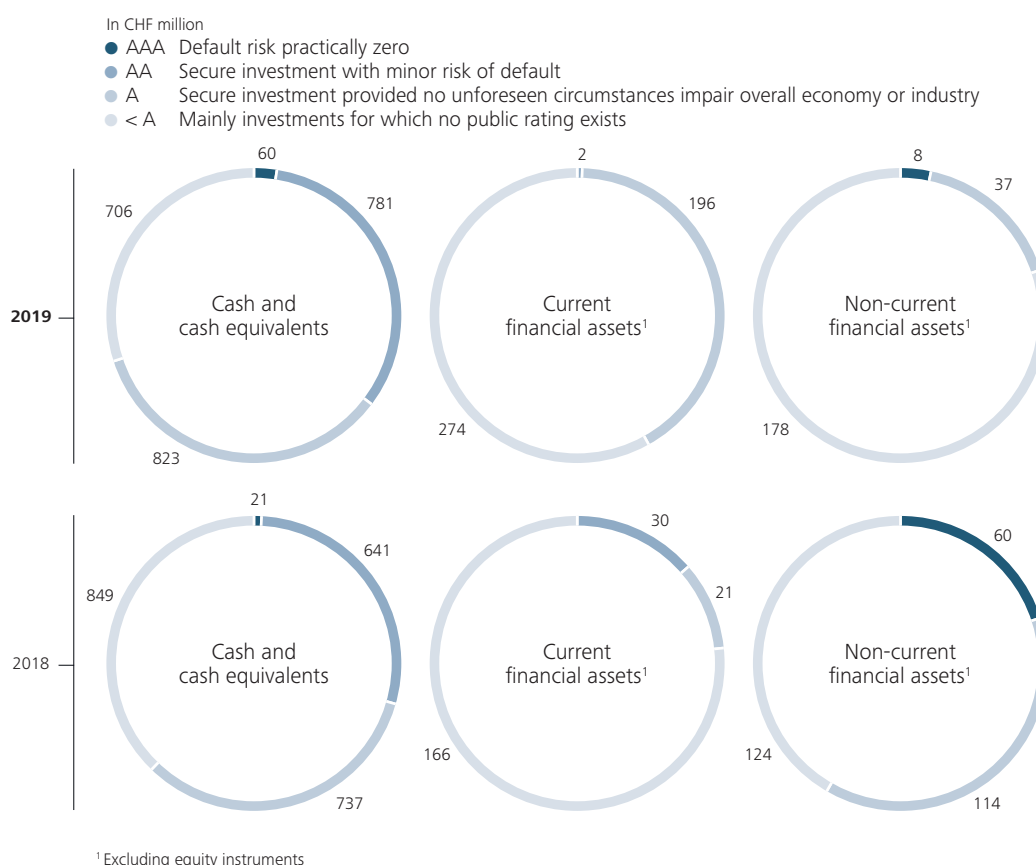 In CHF million
AAA Default risk practically zero
AA Secure investment with minor risk of default
A Secure investment provided no unforeseen circumstances impair overall economy or industry
< A Mainly investments for which no public rating exists
2019
60
781
823
706
Cash and
cash equivalents
2
196
274
Current
financial assets¹
8
37
178
Non-current
financial assets¹
2018
21
641
737
849
Cash and
cash equivalents
30
21
166
Current
financial assets¹
60
114
124
Non-current
financial assets¹
¹ Excluding equity instruments